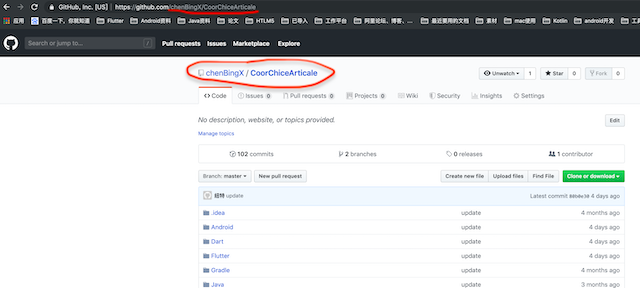 GitHub, Inc. [US] https://github.com/chenBingX/CoorChiceArticale
应用 百度一下，你就知道 Flutter Android资料 Java资料 论文 HTLM5 已导入 工作平台 阿里论坛、博客、... 最近要用的文档 素材 mac使用 Kotlin android开发 工具
Search or jump to... / Pull requests Issues Marketplace Explore
chenBingX / CoorChiceArticale Unwatch 1 Star 0 Fork 0
Code Issues 0 Pull requests 0 Projects 0 Wiki Security Insights Settings
No description, website, or topics provided. Edit
Manage topics
102 commits 2 branches 0 releases 1 contributor
Branch: master New pull request Create new file Upload files Find File Clone or download
纽特 update Latest commit 4 days ago
.idea update 4 months ago
Android update 4 days ago
Dart update 4 days ago
Flutter update 4 days ago
Gradle update 4 months ago
Java update 3 months ago